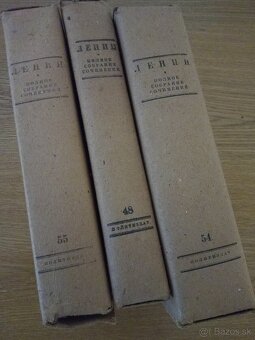 ЛЕНИН
ПОЛНОЕ
СОБРАНИЕ
СОЧИНЕНИЙ
55
ПОЛИТИЗДАТ
ЛЕНИН
ПОЛНОЕ
СОБРАНИЕ
СОЧИНЕНИЙ
48
ПОЛИТИЗДАТ
ЛЕНИН
ПОЛНОЕ
СОБРАНИЕ
СОЧИНЕНИЙ
54
ПОЛИТИЗДАТ
Bazos.sk